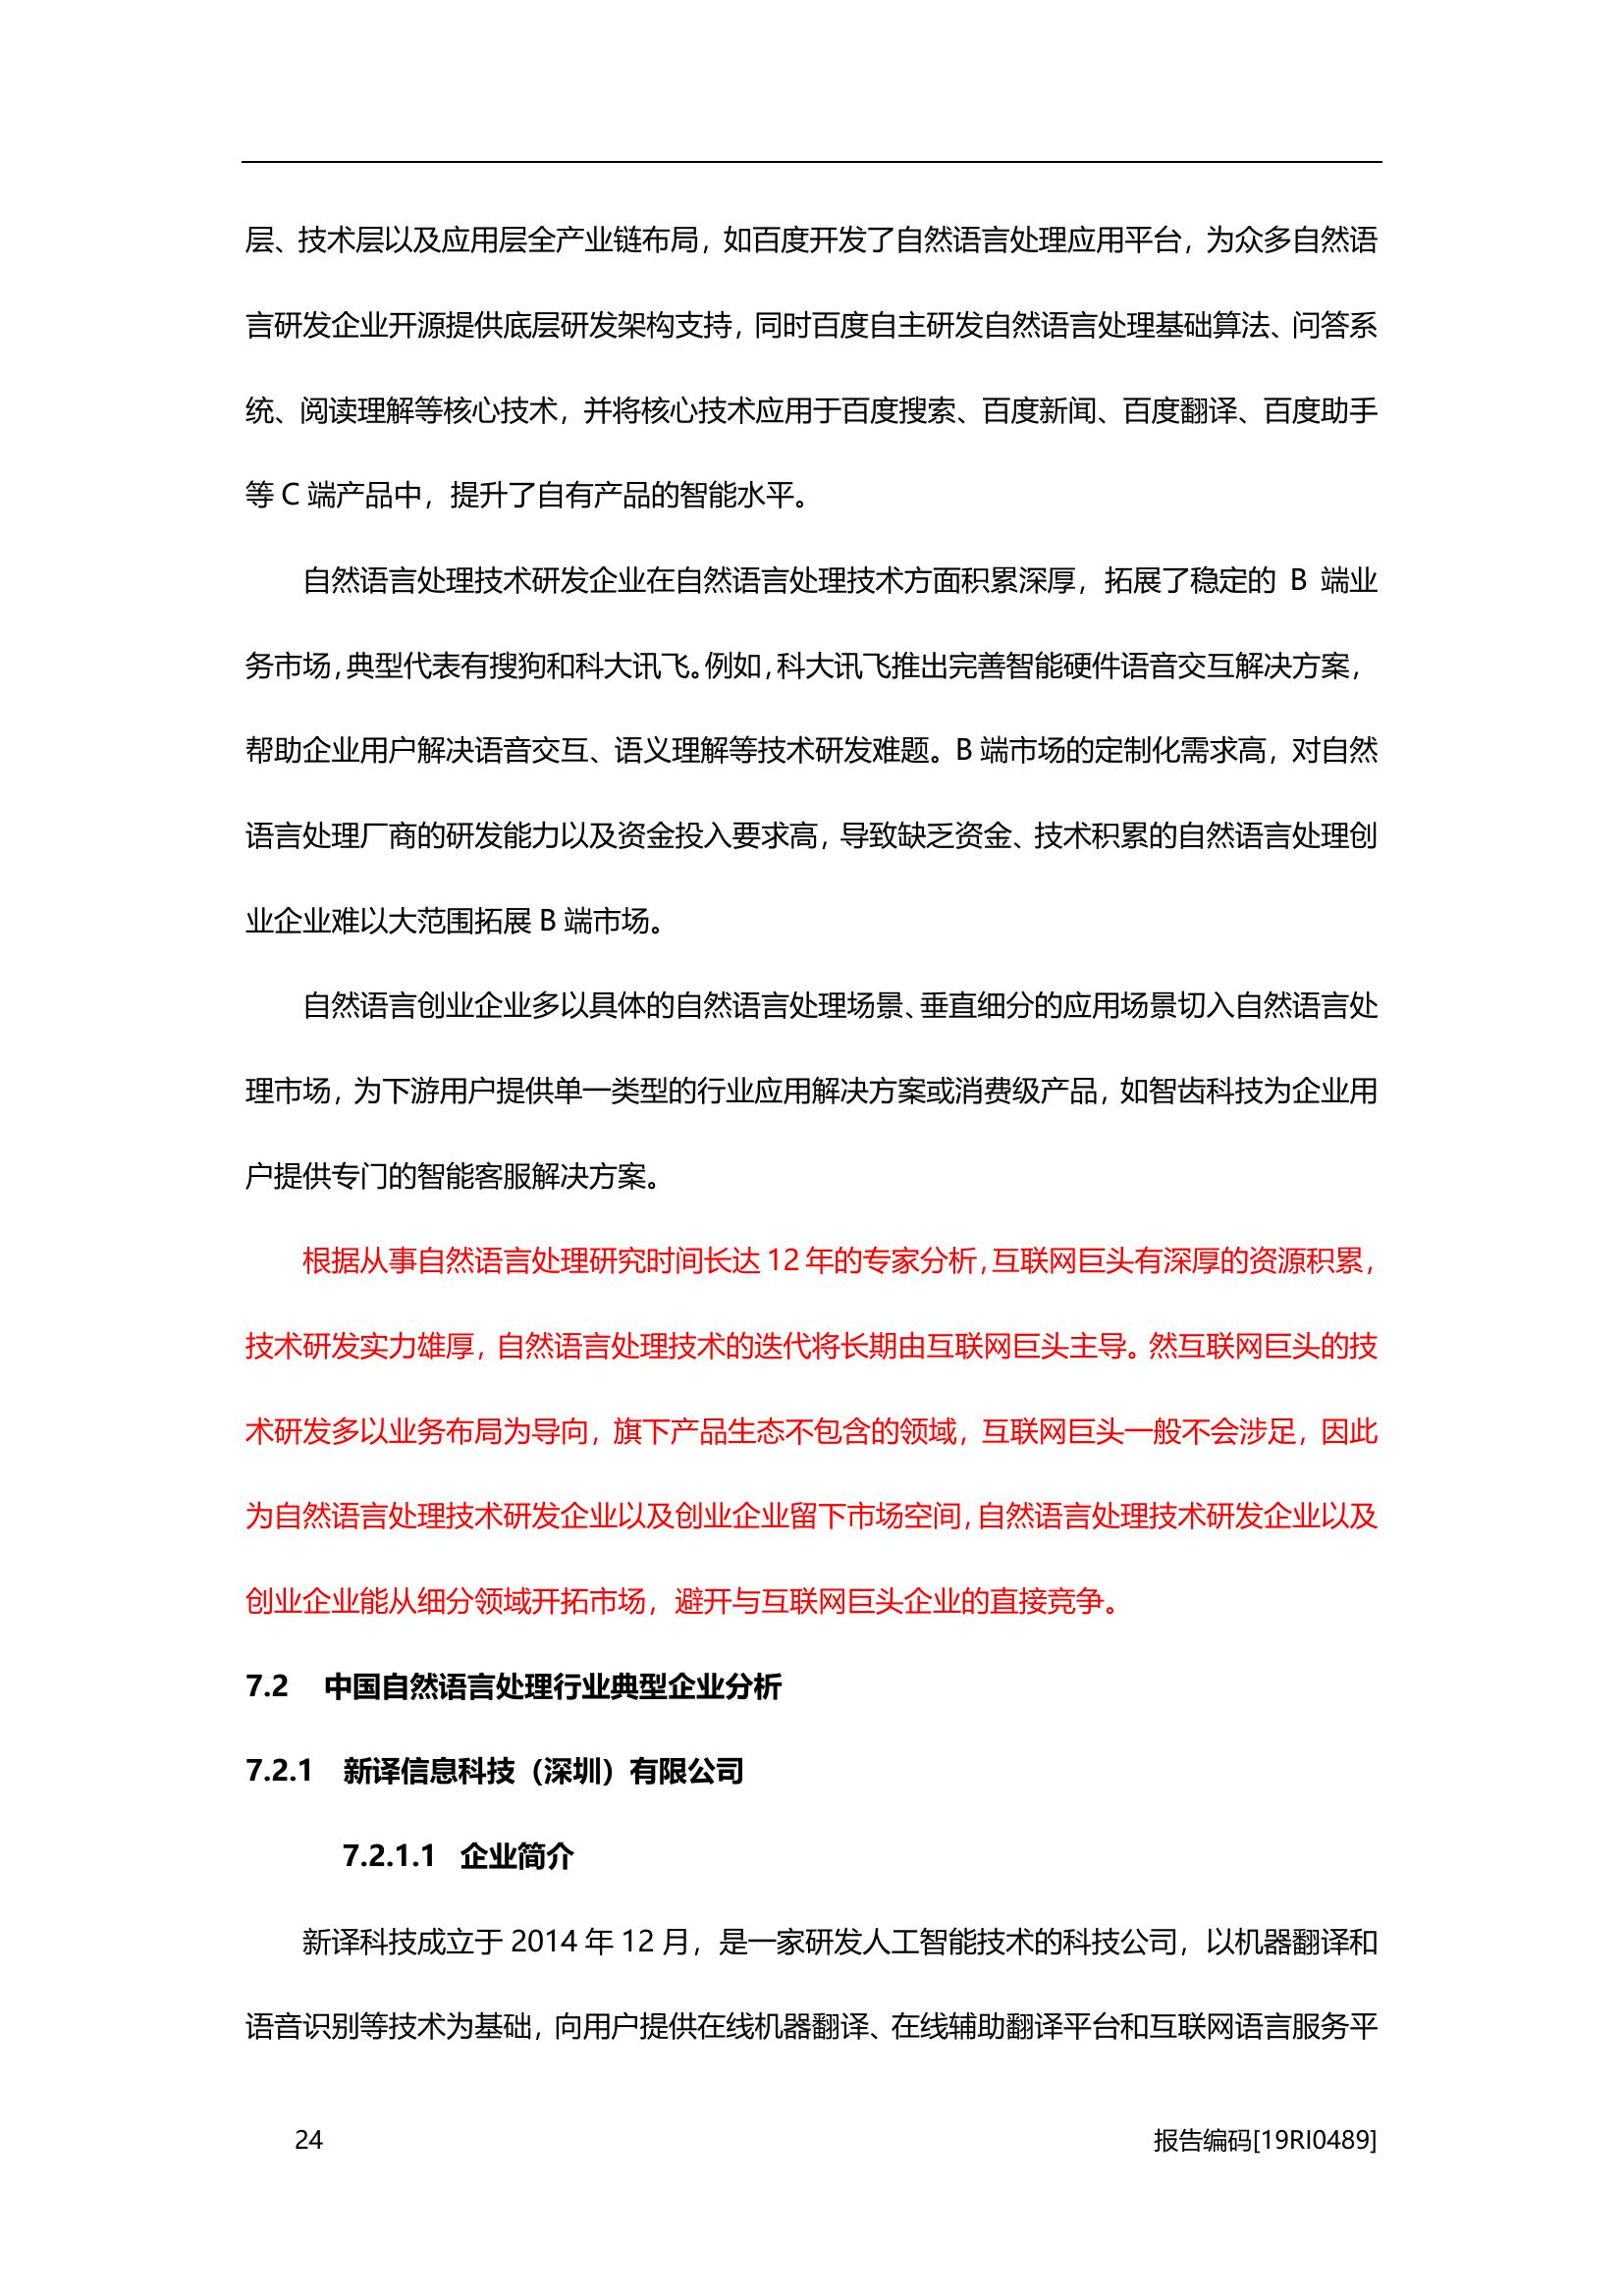 层、技术层以及应用层全产业链布局，如百度开发了自然语言处理应用平台，为众多自然语
言研发企业开源提供底层研发架构支持，同时百度自主研发自然语言处理基础算法、问答系
统、阅读理解等核心技术，并将核心技术应用于百度搜索、百度新闻、百度翻译、百度助手
等 C 端产品中，提升了自有产品的智能水平。
自然语言处理技术研发企业在自然语言处理技术方面积累深厚，拓展了稳定的 B 端业
务市场，典型代表有搜狗和科大讯飞。例如，科大讯飞推出完善智能硬件语音交互解决方案，
帮助企业用户解决语音交互、语义理解等技术研发难题。B 端市场的定制化需求高，对自然
语言处理厂商的研发能力以及资金投入要求高，导致缺乏资金、技术积累的自然语言处理创
业企业难以大范围拓展 B 端市场。
自然语言创业企业多以具体的自然语言处理场景、垂直细分的应用场景切入自然语言处
理市场，为下游用户提供单一类型的行业应用解决方案或消费级产品，如智齿科技为企业用
户提供专门的智能客服解决方案。
根据从事自然语言处理研究时间长达 12 年的专家分析，互联网巨头有深厚的资源积累，
技术研发实力雄厚，自然语言处理技术的迭代将长期由互联网巨头主导。然互联网巨头的技
术研发多以业务布局为导向，旗下产品生态不包含的领域，互联网巨头一般不会涉足，因此
为自然语言处理技术研发企业以及创业企业留下市场空间，自然语言处理技术研发企业以及
创业企业能从细分领域开拓市场，避开与互联网巨头企业的直接竞争。
7.2 中国自然语言处理行业典型企业分析
7.2.1 新译信息科技（深圳）有限公司
7.2.1.1 企业简介
新译科技成立于 2014 年 12 月，是一家研发人工智能技术的科技公司，以机器翻译和
语音识别等技术为基础，向用户提供在线机器翻译、在线辅助翻译平台和互联网语言服务平
24 报告编码[19RI0489]